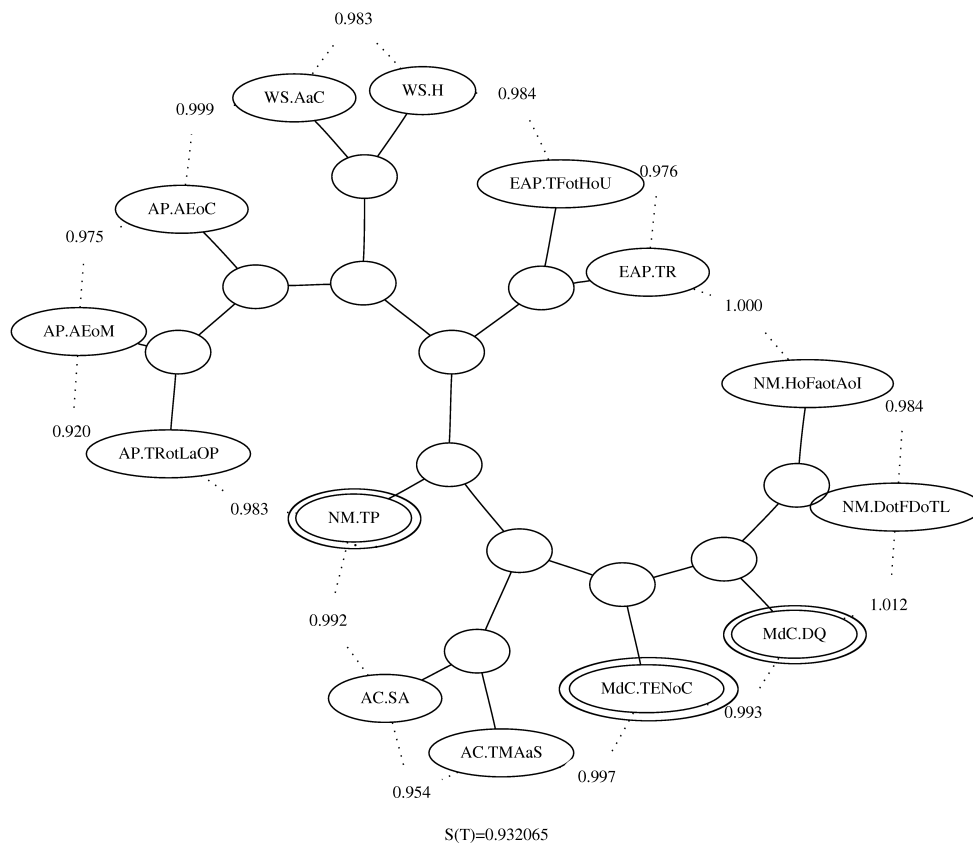 0.983
WS.AaC
WS.H
0.984
0.999
EAP.TFotHoU
0.976
AP.AEoC
0.975
EAP.TR
1.000
AP.AEoM
NM.HoFaotAoI
0.984
0.920
AP.TRotLaOP
0.983
NM.TP
NM.DotFDoTL
0.992
1.012
MdC.DQ
AC.SA
MdC.TENoC
0.993
AC.TMAaS
0.997
0.954
S(T)=0.932065